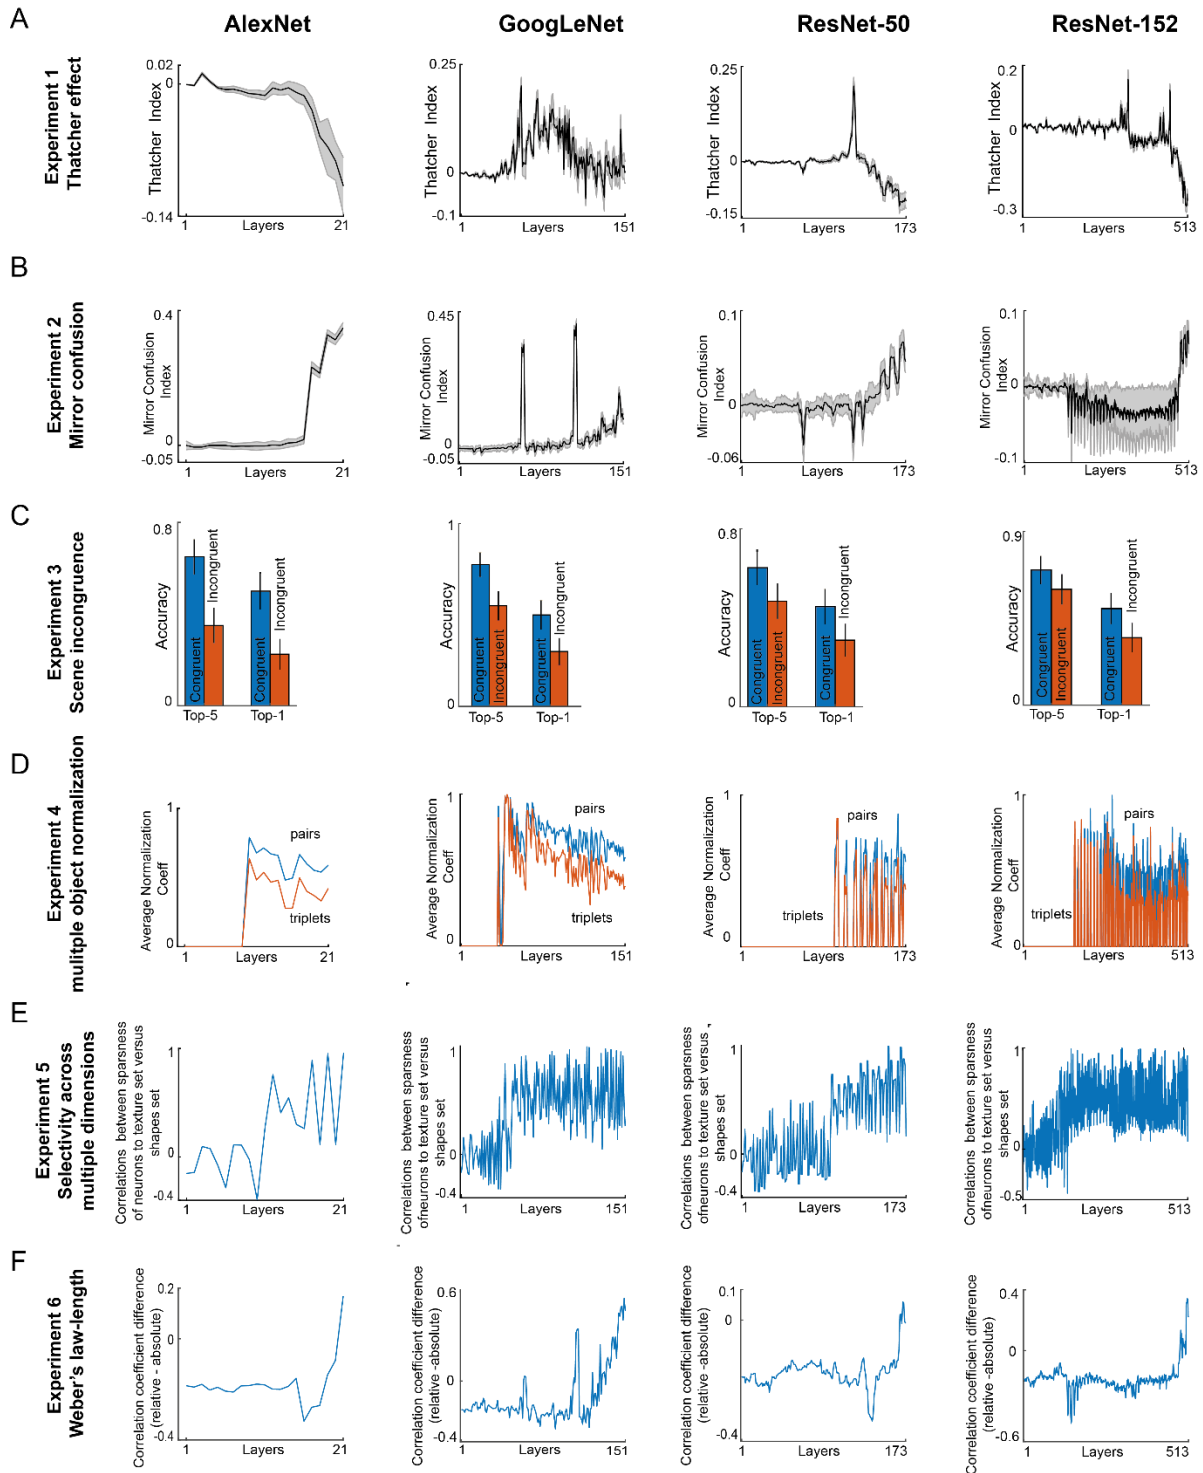 A
AlexNet
GoogLeNet
ResNet-50
ResNet-152
Experiment 1
Thatcher effect
Thatcher Index
0.02
0
-0.14
1
Layers
21
Thatcher Index
0.25
0
-0.1
1
Layers
151
Thatcher Index
0.25
0
-0.15
1
Layers
173
Thatcher Index
0.2
0
-0.3
1
Layers
513
B
Experiment 2
Mirror confusion
Mirror Confusion
Index
0.4
0
-0.05
1
Layers
21
Mirror Confusion
Index
0.45
0
-0.05
1
Layers
151
Mirror Confusion
Index
0.1
0
-0.06
1
Layers
173
Mirror Confusion
Index
0.1
0
-0.1
1
Layers
513
C
Experiment 3
Scene incongruence
Accuracy
0.8
0
Congruent
Incongruent
Congruent
Incongruent
Top-5
Top-1
Accuracy
1
0
Congruent
Incongruent
Congruent
Incongruent
Top-5
Top-1
Accuracy
0.8
0
Congruent
Incongruent
Congruent
Incongruent
Top-5
Top-1
Accuracy
0.9
0
Congruent
Incongruent
Congruent
Incongruent
Top-5
Top-1
D
Experiment 4
mulitple object normalization
Average Normalization
Coeff
1
0
pairs
triplets
1
Layers
21
Average Normalization
Coeff
1
0
pairs
triplets
1
Layers
151
Average Normalization
Coeff
1
0
pairs
triplets
1
Layers
173
Average Normalization
Coeff
1
0
pairs
triplets
1
Layers
513
E
Experiment 5
Selectivity across
multiple dimensions
Correlations between sparsness
of neurons to texture set versus
shapes set
1
0
-0.4
1
Layers
21
Correlations between sparsness
ofneurons to texture set versus
shapes set
1
0
-0.4
1
Layers
151
Correlations between sparsness
ofneurons to texture set versus
shapes set
1
0
-0.4
1
Layers
173
Correlations between sparsness
ofneurons to texture set versus
shapes set
1
0
-0.5
1
Layers
513
F
Experiment 6
Weber's law-length
Correlation coefficient difference
(relative - absolute)
0.2
0
-0.4
1
Layers
21
Correlation coefficient difference
(relative -absolute)
0.6
0
-0.4
1
Layers
151
Correlation coefficient difference
(relative -absolute)
0.1
0
-0.4
1
Layers
173
Correlation coefficient difference
(relative -absolute)
0.4
0
-0.6
1
Layers
513